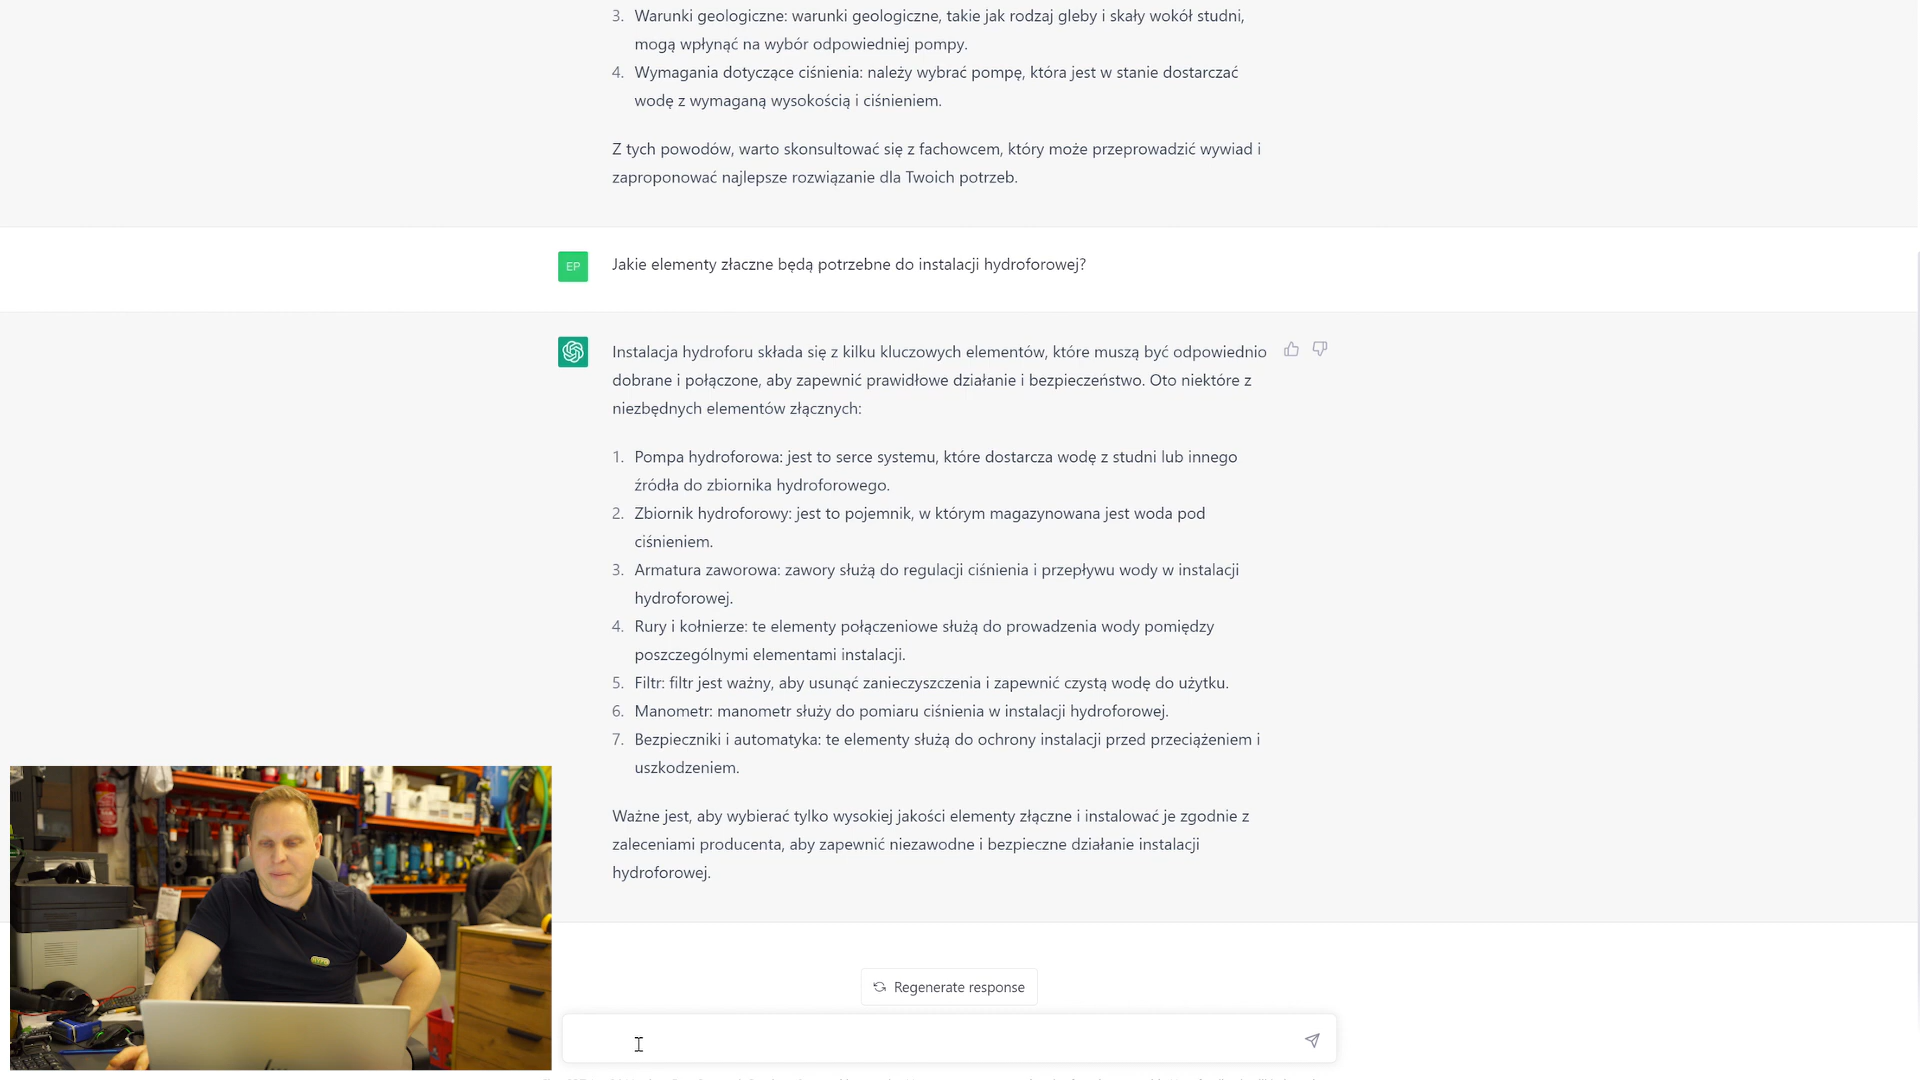 3. Warunki geologiczne: warunki geologiczne, takie jak rodzaj gleby i skały wokół studni,
mogą wpłynąć na wybór odpowiedniej pompy.
4. Wymagania dotyczące ciśnienia: należy wybrać pompę, która jest w stanie dostarczać
wodę z wymaganą wysokością i ciśnieniem.
Z tych powodów, warto skonsultować się z fachowcem, który może przeprowadzić wywiad i
zaproponować najlepsze rozwiązanie dla Twoich potrzeb.
EP
Jakie elementy złaczne będą potrzebne do instalacji hydroforowej?
Instalacja hydroforu składa się z kilku kluczowych elementów, które muszą być odpowiednio
dobrane i połączone, aby zapewnić prawidłowe działanie i bezpieczeństwo. Oto niektóre z
niezbędnych elementów złącznych:
1. Pompa hydroforowa: jest to serce systemu, które dostarcza wodę z studni lub innego
źródła do zbiornika hydroforowego.
2. Zbiornik hydroforowy: jest to pojemnik, w którym magazynowana jest woda pod
ciśnieniem.
3. Armatura zaworowa: zawory służą do regulacji ciśnienia i przepływu wody w instalacji
hydroforowej.
4. Rury i kołnierze: te elementy połączeniowe służą do prowadzenia wody pomiędzy
poszczególnymi elementami instalacji.
5. Filtr: filtr jest ważny, aby usunąć zanieczyszczenia i zapewnić czystą wodę do użytku.
6. Manometr: manometr służy do pomiaru ciśnienia w instalacji hydroforowej.
7. Bezpieczniki i automatyka: te elementy służą do ochrony instalacji przed przeciążeniem i
uszkodzeniem.
Ważne jest, aby wybierać tylko wysokiej jakości elementy złączne i instalować je zgodnie z
zaleceniami producenta, aby zapewnić niezawodne i bezpieczne działanie instalacji
hydroforowej.
Regenerate response